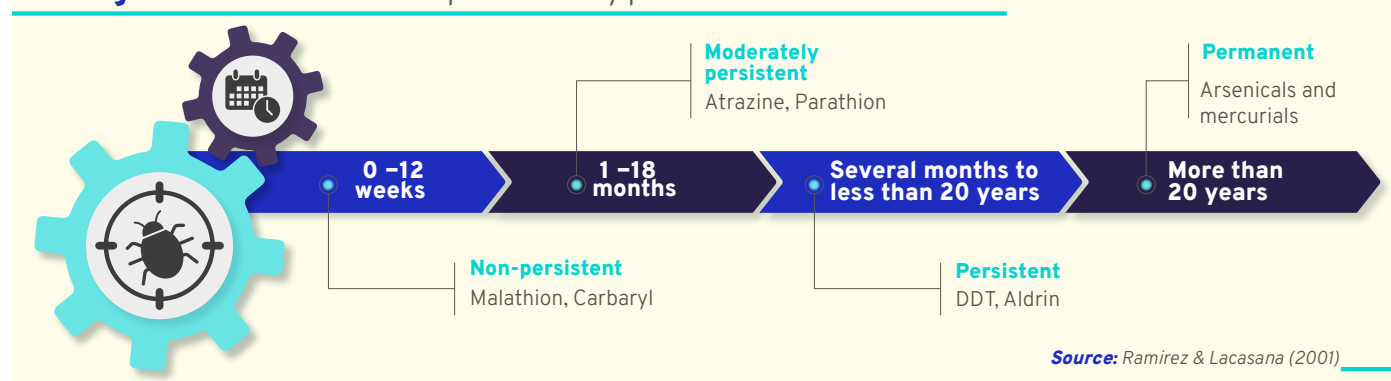 Moderately
persistent
Atrazine, Parathion
Permanent
Arsenicals and
mercurials
0 –12
weeks
1 –18
months
Several months to
less than 20 years
More than
20 years
Non-persistent
Malathion, Carbaryl
Persistent
DDT, Aldrin
Source: Ramirez & Lacasana (2001)